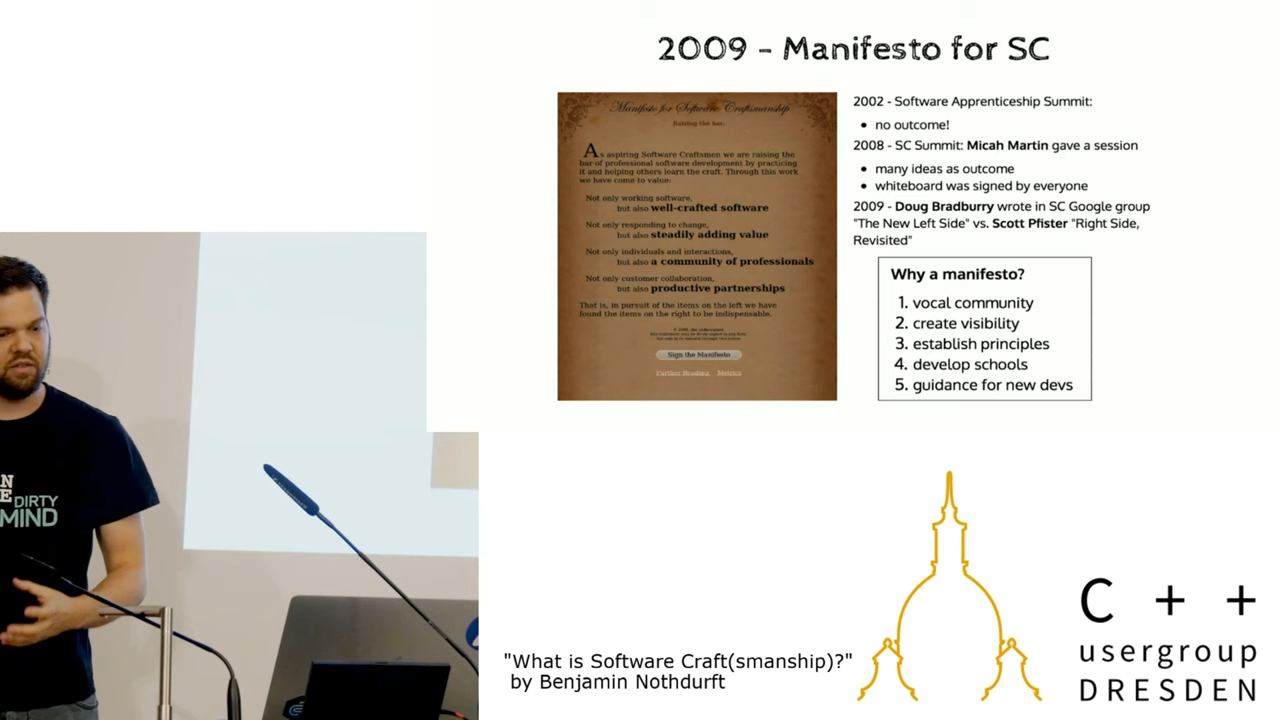 2009 - Manifesto for SC
Manifesto for Software Craftsmanship
Raising the bar.
As aspiring Software Craftsmen we are raising the
bar of professional software development by practicing
it and helping others learn the craft. Through this work
we have come to value:
Not only working software,
but also well-crafted software
Not only responding to change,
but also steadily adding value
Not only individuals and interactions,
but also a community of professionals
Not only customer collaboration,
but also productive partnerships
That is, in pursuit of the items on the left we have
found the items on the right to be indispensable.
Sign the Manifesto
Further Reading Metrics
2002 - Software Apprenticeship Summit:
• no outcome!
2008 - SC Summit: Micah Martin gave a session
• many ideas as outcome
• whiteboard was signed by everyone
2009 - Doug Bradburry wrote in SC Google group
"The New Left Side" vs. Scott Pfister "Right Side,
Revisited"
Why a manifesto?
1. vocal community
2. create visibility
3. establish principles
4. develop schools
5. guidance for new devs
DIRTY
MIND
"What is Software Craft(smanship)?"
by Benjamin Nothdurft
C + +
usergroup
DRESDEN